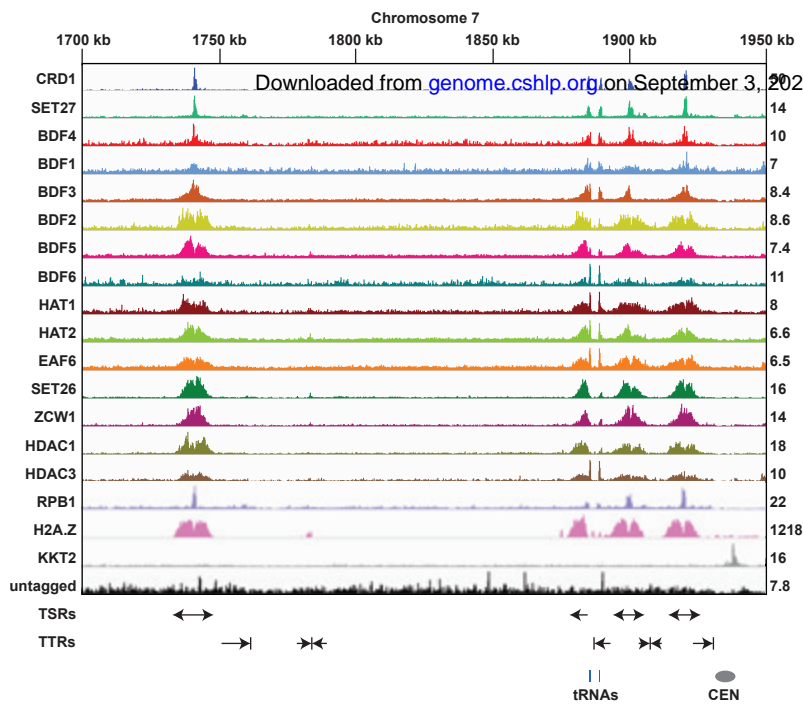 Chromosome 7
1700 kb 1750 kb 1800 kb 1850 kb 1900 kb 1950 kb
Downloaded from genome.cshlp.org on September 3, 202
CRD1 50
SET27 14
BDF4 10
BDF1 7
BDF3 8.4
BDF2 8.6
BDF5 7.4
BDF6 11
HAT1 8
HAT2 6.6
EAF6 6.5
SET26 16
ZCW1 14
HDAC1 18
HDAC3 10
RPB1 22
H2A.Z 1218
KKT2 16
untagged 7.8
TSRs
TTRs
tRNAs CEN